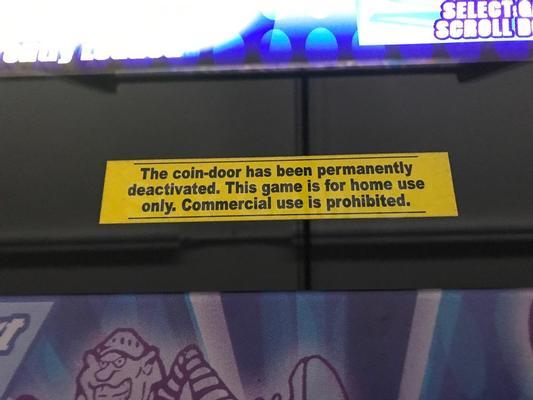 SELECT
SCROLL
The coin-door has been permanently
deactivated. This game is for home use
only. Commercial use is prohibited.